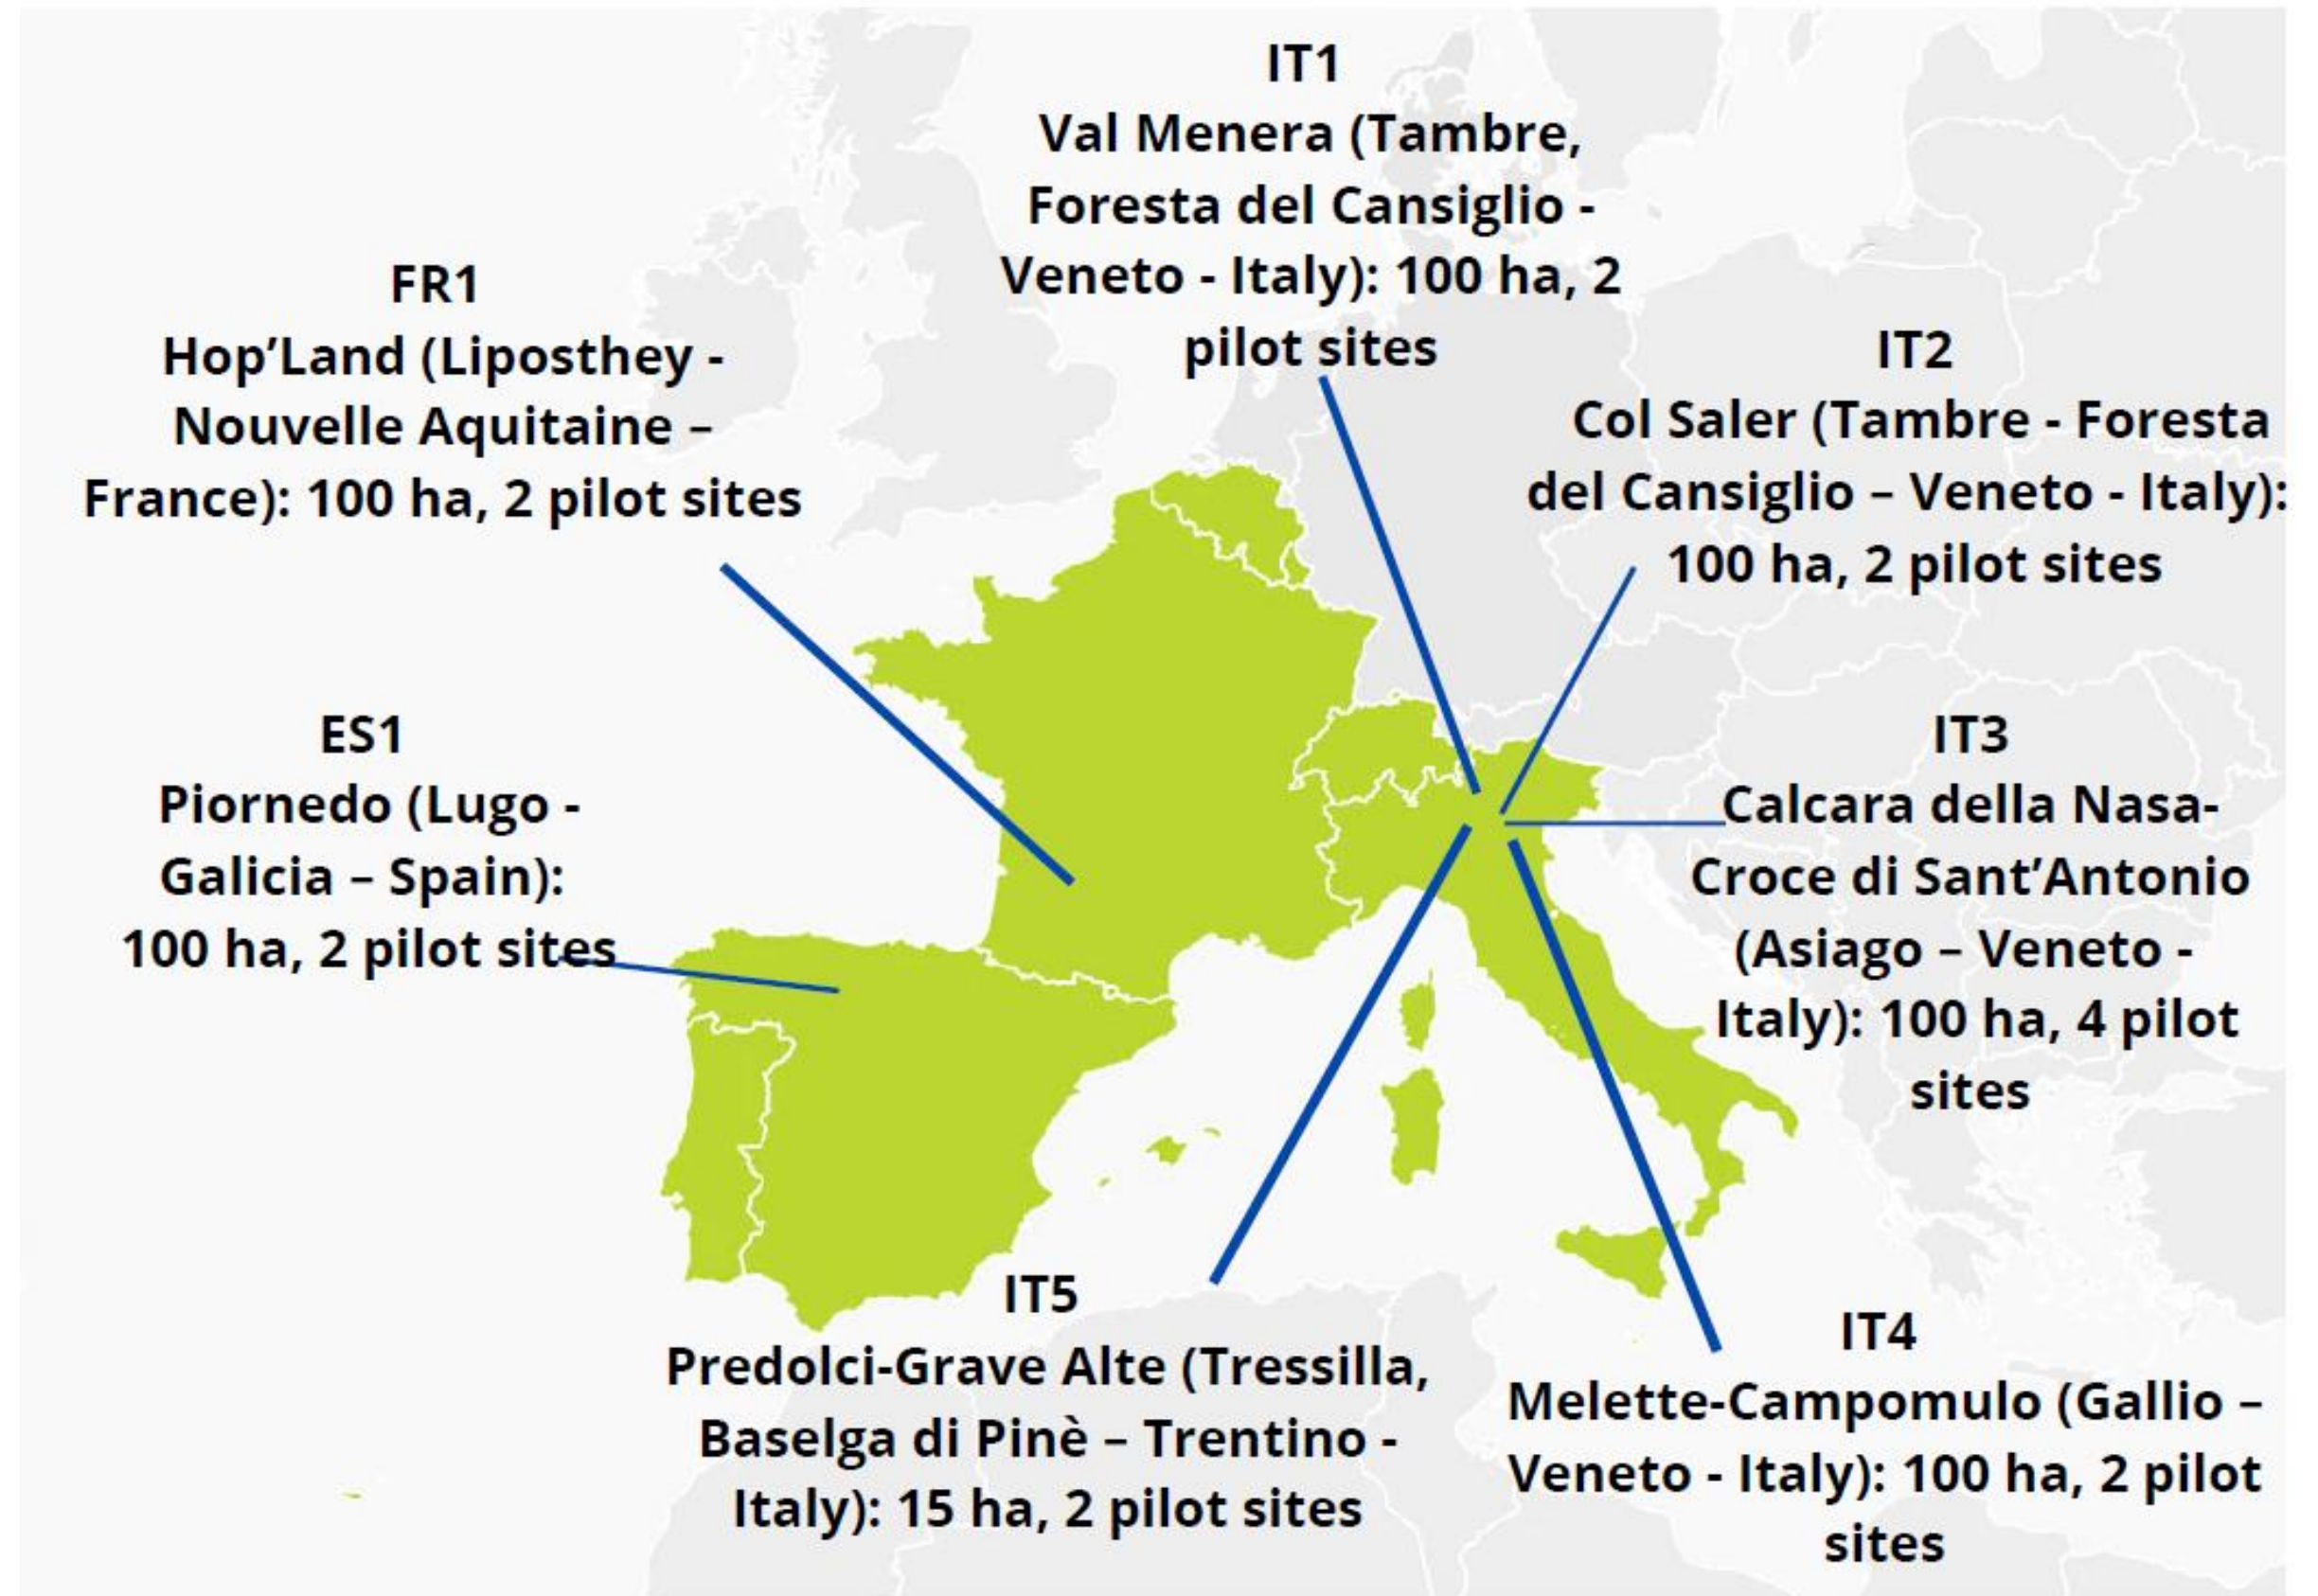 IT1
Val Menera (Tambre,
Foresta del Cansiglio -
Veneto - Italy): 100 ha, 2
pilot sites
FR1
Hop’Land (Liposthey -
Nouvelle Aquitaine –
France): 100 ha, 2 pilot sites
IT2
Col Saler (Tambre - Foresta
del Cansiglio – Veneto - Italy):
100 ha, 2 pilot sites
ES1
Piornedo (Lugo -
Galicia – Spain):
100 ha, 2 pilot sites
IT3
Calcara della Nasa-
Croce di Sant’Antonio
(Asiago – Veneto -
Italy): 100 ha, 4 pilot
sites
IT5
Predolci-Grave Alte (Tressilla,
Baselga di Pinè – Trentino -
Italy): 15 ha, 2 pilot sites
IT4
Melette-Campomulo (Gallio –
Veneto - Italy): 100 ha, 2 pilot
sites